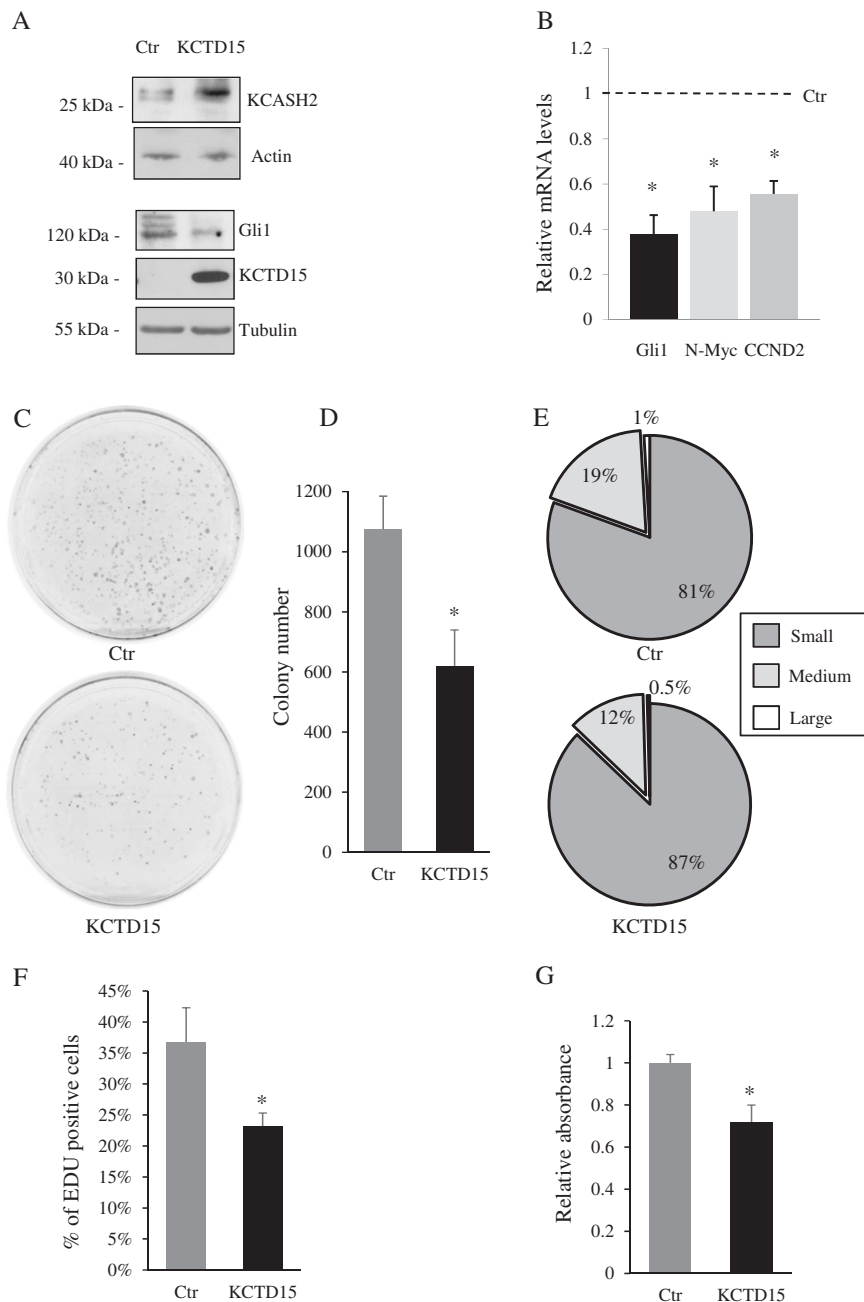 A
Ctr KCTD15
25 kDa -
KCASH2
40 kDa -
Actin
120 kDa -
Gli1
30 kDa -
KCTD15
55 kDa -
Tubulin
B
Relative mRNA levels
1.2
1
0.8
0.6
0.4
0.2
0
Ctr
*
*
*
Gli1 N-Myc CCND2
C
Ctr
KCTD15
D
Colony number
1200
1000
800
600
400
200
0
*
Ctr KCTD15
E
1%
19%
81%
Ctr
0.5%
12%
87%
KCTD15
Small
Medium
Large
F
% of EDU positive cells
45%
40%
35%
30%
25%
20%
15%
10%
5%
0%
*
Ctr KCTD15
G
Relative absorbance
1.2
1
0.8
0.6
0.4
0.2
0
*
Ctr KCTD15